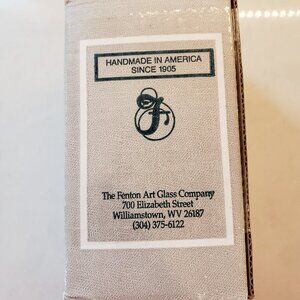 HANDMADE IN AMERICA
SINCE 1905
F
The Fenton Art Glass Company
700 Elizabeth Street
Williamstown, WV 26187
(304) 375-6122